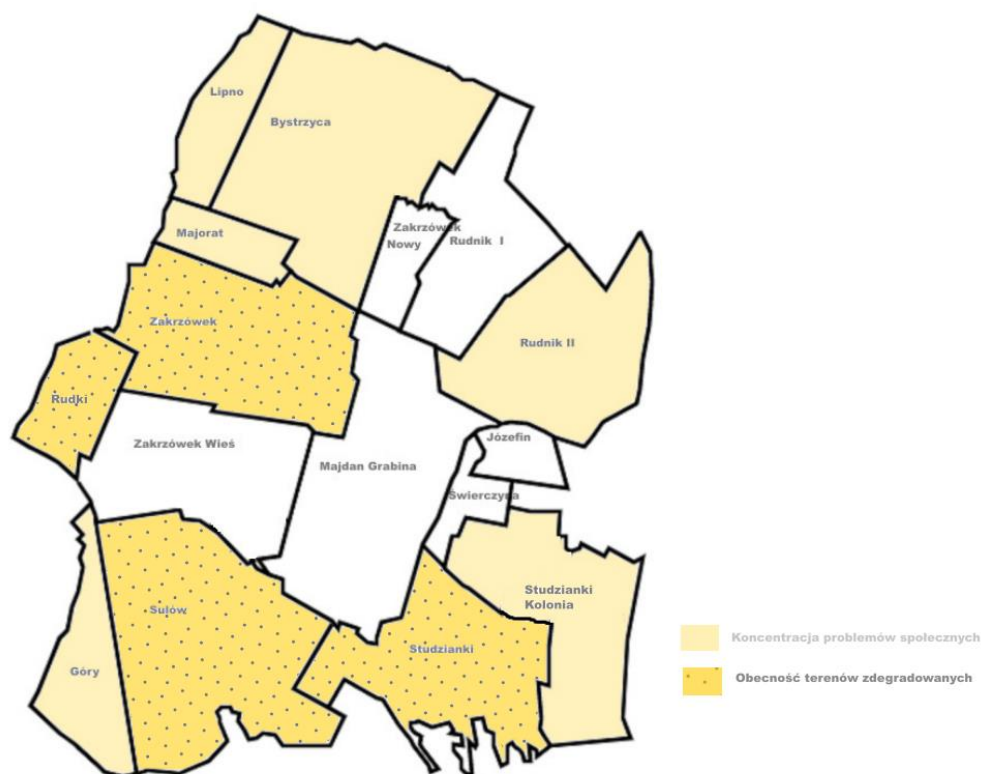 Lipno
Bystrzyca
Majorat
Zakrzówek
Nowy
Rudnik I
Zakrzówek
Rudnik II
Rudki
Zakrzówek Wieś
Majdan Grabina
Józefin
Świerczyna
Studzianki
Kolonia
Sulów
Studzianki
Góry
Koncentracja problemów społecznych
Obecność terenów zdegradowanych